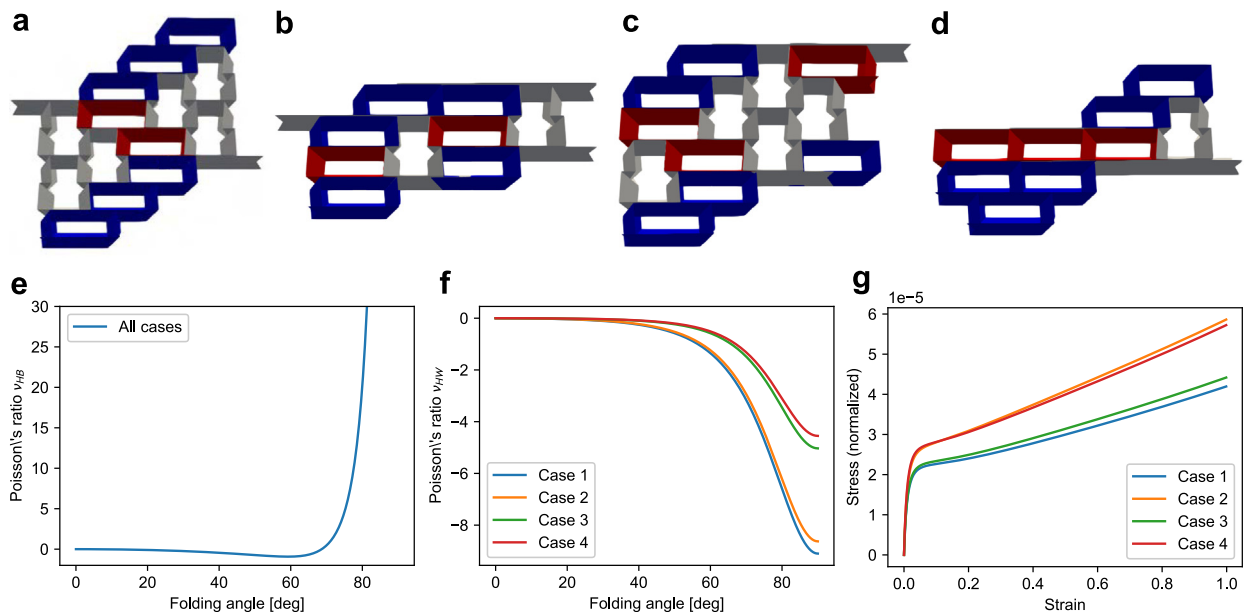 a
b
c
d
e
30
25
20
15
10
5
0
Poisson\'s ratio νHB
All cases
0 20 40 60 80
Folding angle [deg]
f
0
−2
−4
−6
−8
Poisson\'s ratio νHW
Case 1
Case 2
Case 3
Case 4
0 20 40 60 80
Folding angle [deg]
g
1e−5
6
5
4
3
2
1
0
Stress (normalized)
Case 1
Case 2
Case 3
Case 4
0.0 0.2 0.4 0.6 0.8 1.0
Strain